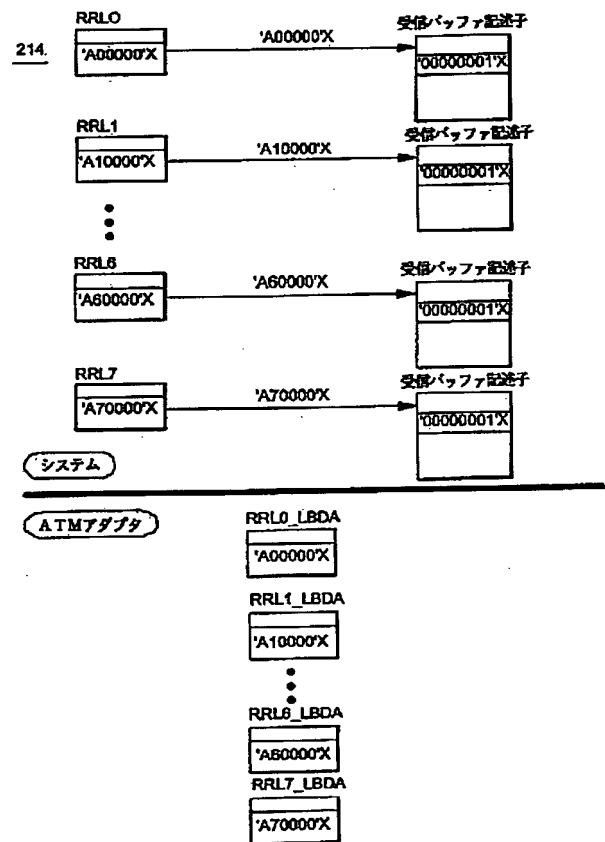 RRL0
214.
'A00000'X
'A00000'X
受信バッファ記述子
'00000001'X
RRL1
'A10000'X
'A10000'X
受信バッファ記述子
'00000001'X
RRL6
'A60000'X
'A60000'X
受信バッファ記述子
'00000001'X
RRL7
'A70000'X
'A70000'X
受信バッファ記述子
'00000001'X
システム
ATMアダプタ
RRL0_LBDA
'A00000'X
RRL1_LBDA
'A10000'X
RRL6_LBDA
'A60000'X
RRL7_LBDA
'A70000'X